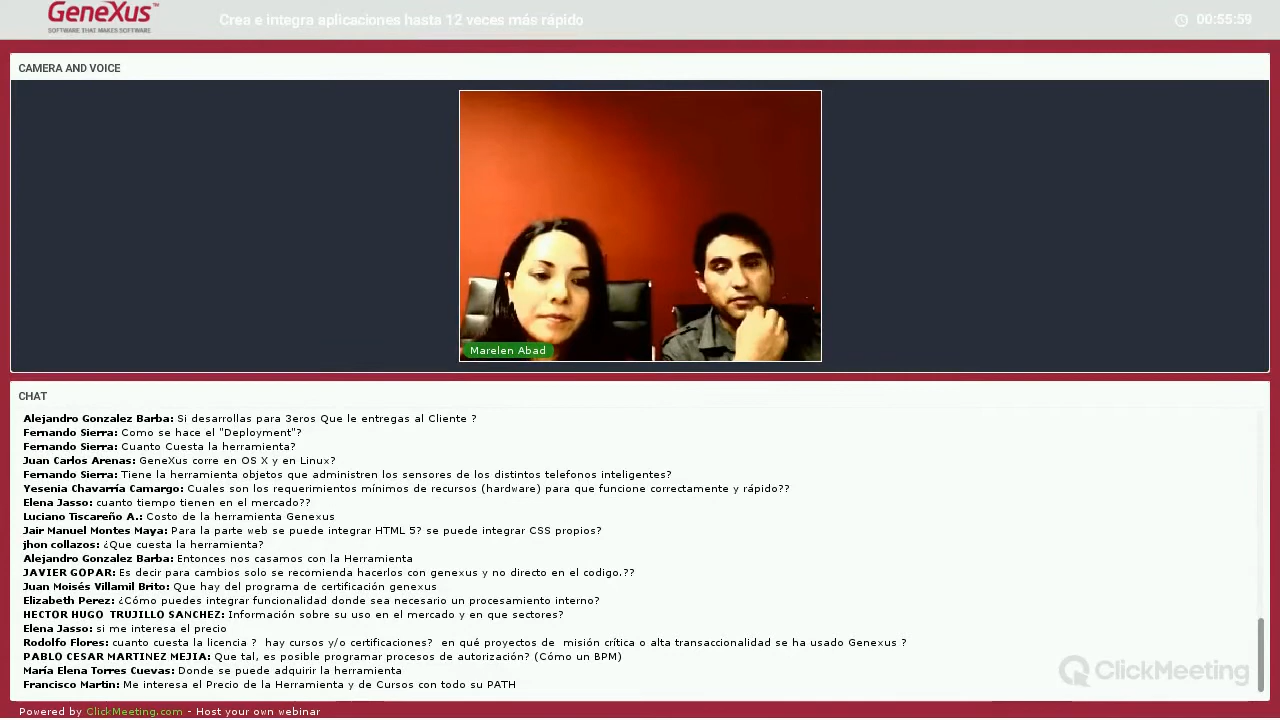 GeneXus™
SOFTWARE THAT MAKES SOFTWARE
Crea e integra aplicaciones hasta 12 veces más rápido
00:55:59
CAMERA AND VOICE
Marelen Abad
CHAT
Alejandro Gonzalez Barba: Si desarrollas para 3eros Que le entregas al Cliente ?
Fernando Sierra: Como se hace el "Deployment"?
Fernando Sierra: Cuanto Cuesta la herramienta?
Juan Carlos Arenas: GeneXus corre en OS X y en Linux?
Fernando Sierra: Tiene la herramienta objetos que administren los sensores de los distintos telefonos inteligentes?
Yesenia Chavarría Camargo: Cuales son los requerimientos mínimos de recursos (hardware) para que funcione correctamente y rápido??
Elena Jasso: cuanto tiempo tienen en el mercado??
Luciano Tiscareño A.: Costo de la herramienta Genexus
Jair Manuel Montes Maya: Para la parte web se puede integrar HTML 5? se puede integrar CSS propios?
jhon collazos: ¿Que cuesta la herramienta?
Alejandro Gonzalez Barba: Entonces nos casamos con la Herramienta
JAVIER GOPAR: Es decir para cambios solo se recomienda hacerlos con genexus y no directo en el codigo.??
Juan Moisés Villamil Brito: Que hay del programa de certificación genexus
Elizabeth Perez: ¿Cómo puedes integrar funcionalidad donde sea necesario un procesamiento interno?
HECTOR HUGO  TRUJILLO SANCHEZ: Información sobre su uso en el mercado y en que sectores?
Elena Jasso: si me interesa el precio
Rodolfo Flores: cuanto cuesta la licencia ?  hay cursos y/o certificaciones?  en qué proyectos de  misión crítica o alta transaccionalidad se ha usado Genexus ?
PABLO CESAR MARTINEZ MEJIA: Que tal, es posible programar procesos de autorización? (Cómo un BPM)
María Elena Torres Cuevas: Donde se puede adquirir la herramienta
Francisco Martin: Me interesa el Precio de la Herramienta y de Cursos con todo su PATH
ClickMeeting
Powered by ClickMeeting.com - Host your own webinar